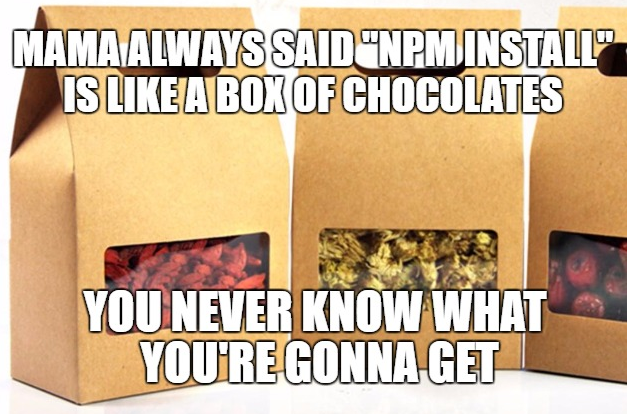 MAMA ALWAYS SAID "NPM INSTALL"
IS LIKE A BOX OF CHOCOLATES
YOU NEVER KNOW WHAT
YOU'RE GONNA GET